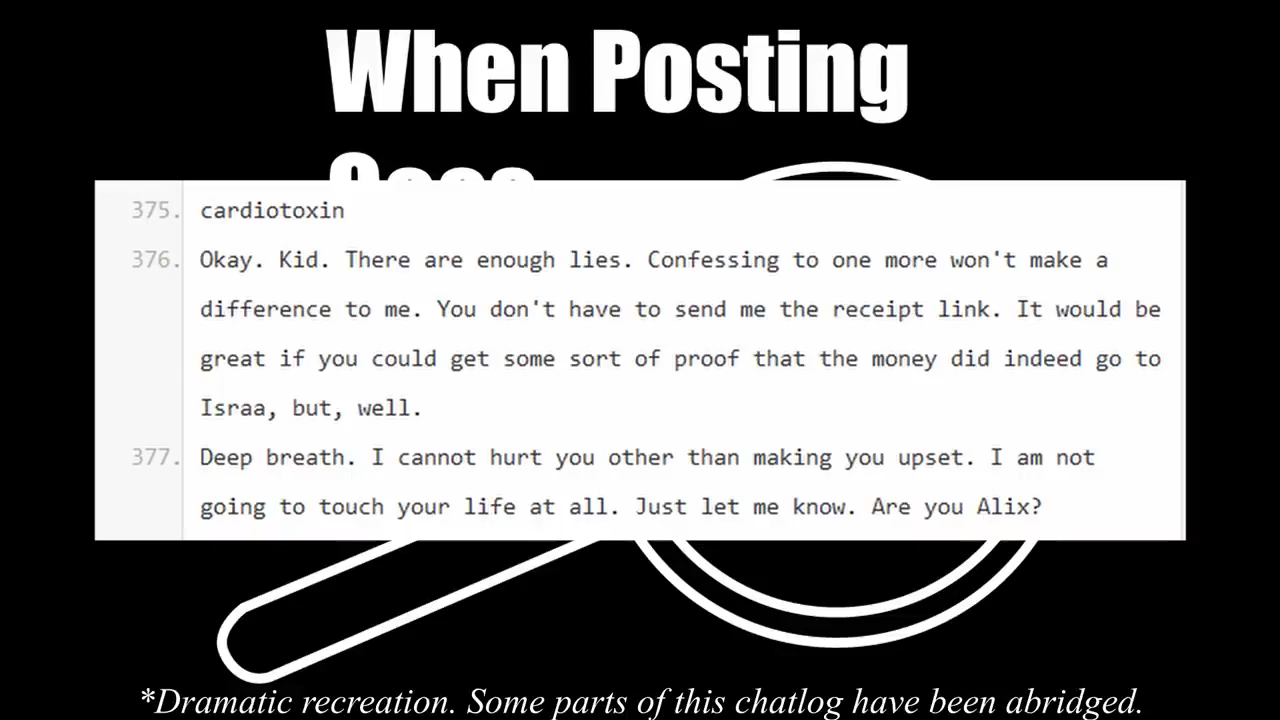 When Posting
Goes
375. cardiotoxin
376. Okay. Kid. There are enough lies. Confessing to one more won't make a
difference to me. You don't have to send me the receipt link. It would be
great if you could get some sort of proof that the money did indeed go to
Israa, but, well.
377. Deep breath. I cannot hurt you other than making you upset. I am not
going to touch your life at all. Just let me know. Are you Alix?
*Dramatic recreation. Some parts of this chatlog have been abridged.